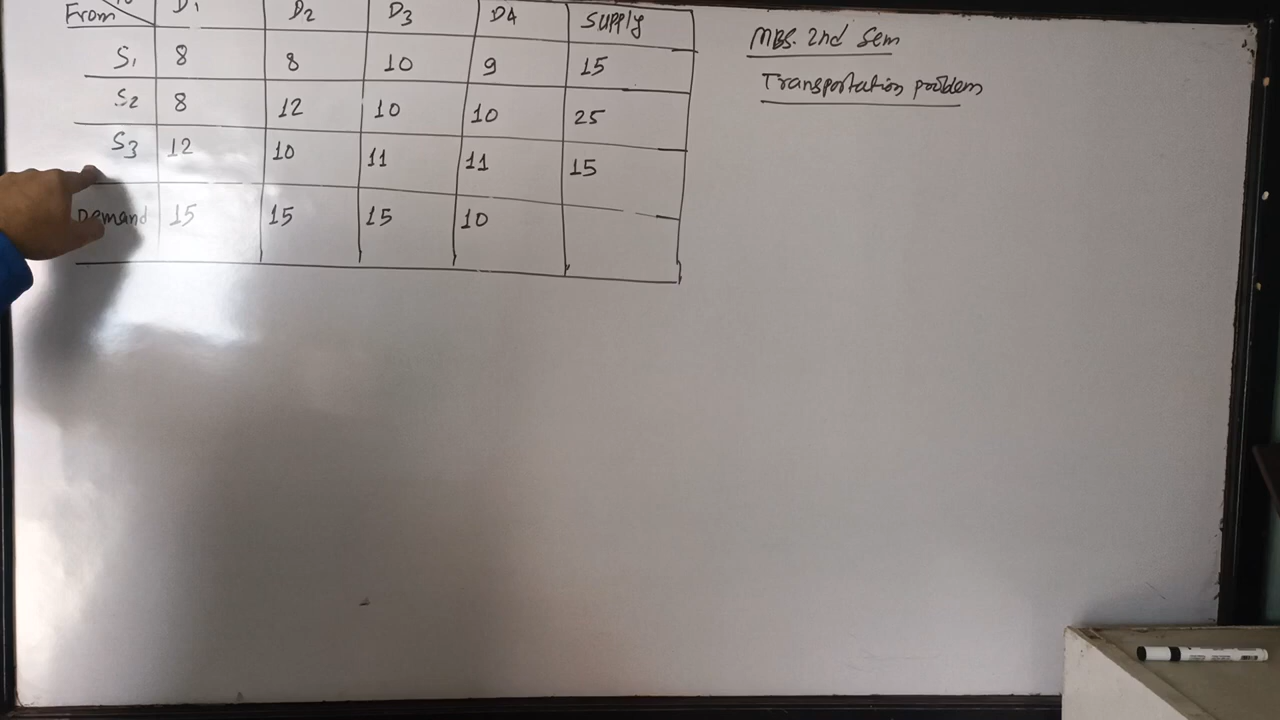 D1 D2 D3 D4 Supply
From
S1 8 8 10 9 15
S2 8 12 10 10 25
S3 12 10 11 11 15
Demand 15 15 15 10
MBS. 2nd Sem
Transportation problem